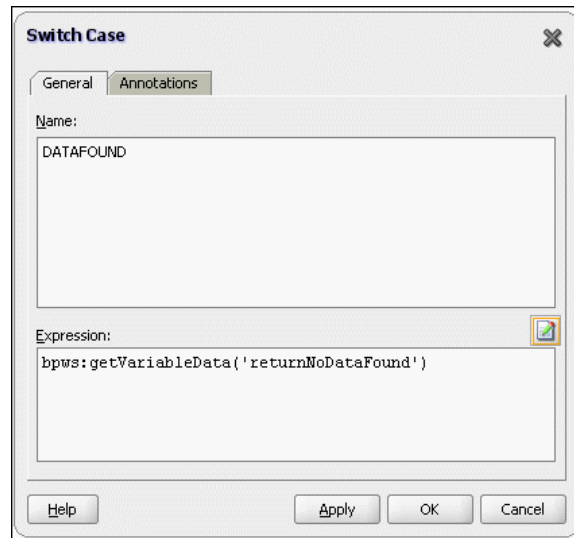 Switch Case
General Annotations
Name:
DATAFOUND
Expression:
bpws:getVariableData('returnNoDataFound')
Help Apply OK Cancel